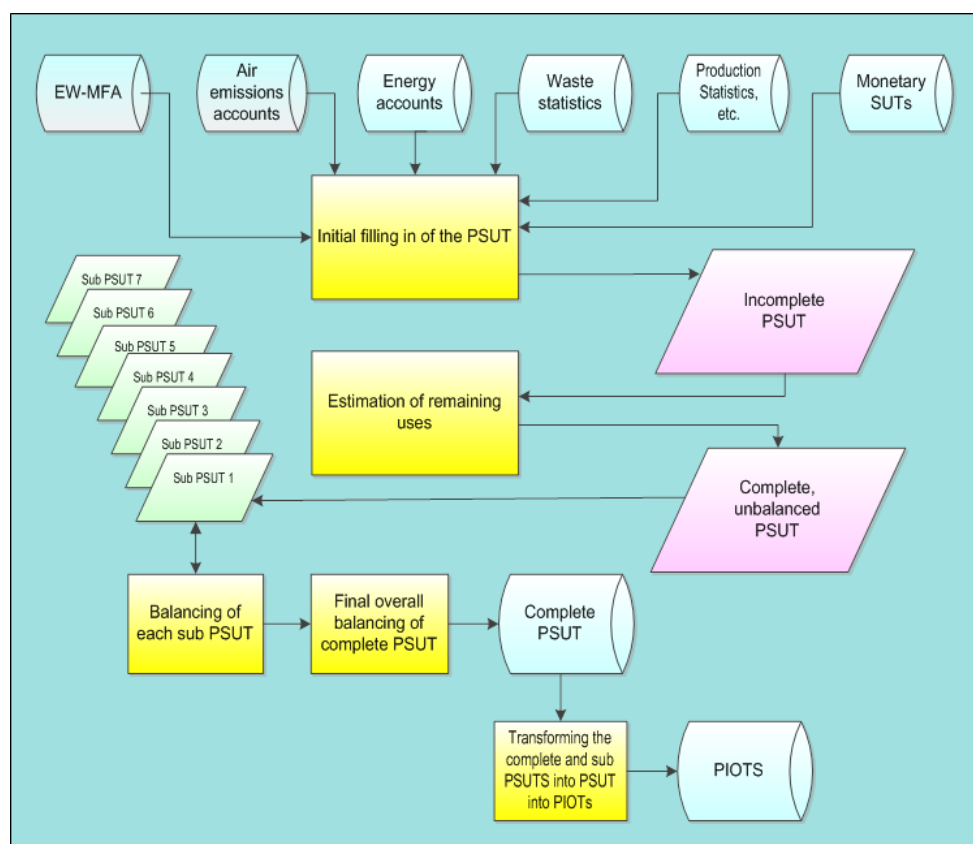 EW-MFA
Air
emissions
accounts
Energy
accounts
Waste
statistics
Production
Statistics,
etc.
Monetary
SUTs
Initial filling in of the PSUT
Sub PSUT 7
Sub PSUT 6
Sub PSUT 5
Sub PSUT 4
Sub PSUT 3
Sub PSUT 2
Sub PSUT 1
Incomplete
PSUT
Estimation of remaining
uses
Complete,
unbalanced
PSUT
Balancing of
each sub PSUT
Final overall
balancing of
complete PSUT
Complete
PSUT
Transforming the
complete and sub
PSUTS into PSUT
into PIOTs
PIOTS